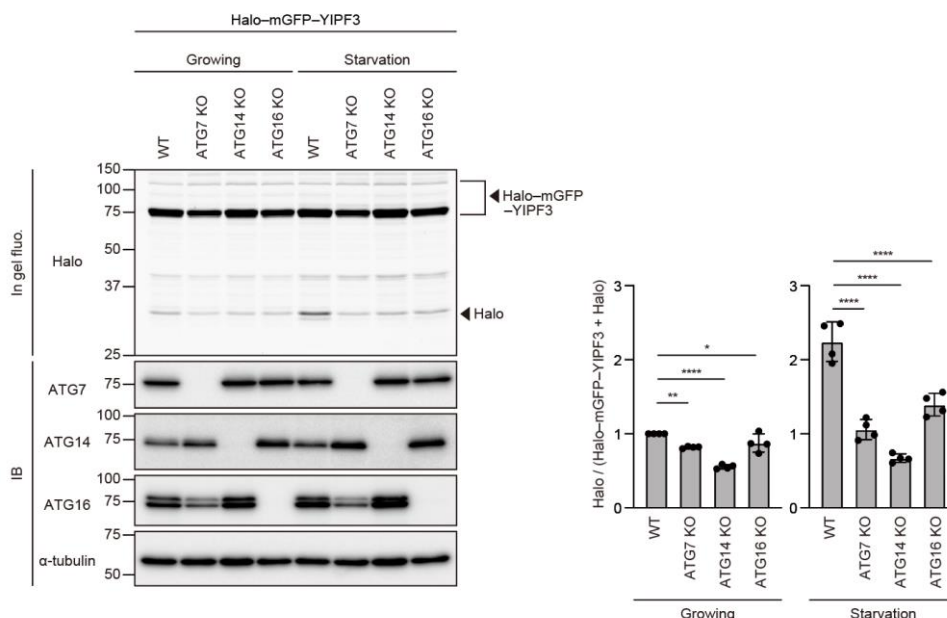 Halo–mGFP–YIPF3
Growing Starvation
WT ATG7 KO ATG14 KO ATG16 KO WT ATG7 KO ATG14 KO ATG16 KO
In gel fluo.
Halo
150
100
75
50
37
25
Halo–mGFP
–YIPF3
Halo
IB
ATG7
75
ATG14
100
75
ATG16
100
75
α-tubulin
75
50
Halo / (Halo–mGFP–YIPF3 + Halo)
3
2
1
0
*
****
**
WT ATG7 KO ATG14 KO ATG16 KO
Growing
3
2
1
0
****
****
****
WT ATG7 KO ATG14 KO ATG16 KO
Starvation